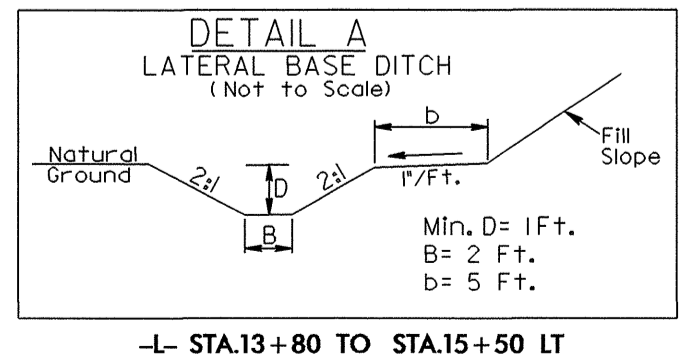 DETAIL A
LATERAL BASE DITCH
(Not to Scale)
b
Natural
Ground
2:1
D
2:1
1"/Ft.
Fill
Slope
B
Min. D= 1Ft.
B= 2 Ft.
b= 5 Ft.
-L- STA.13+80 TO STA.15+50 LT